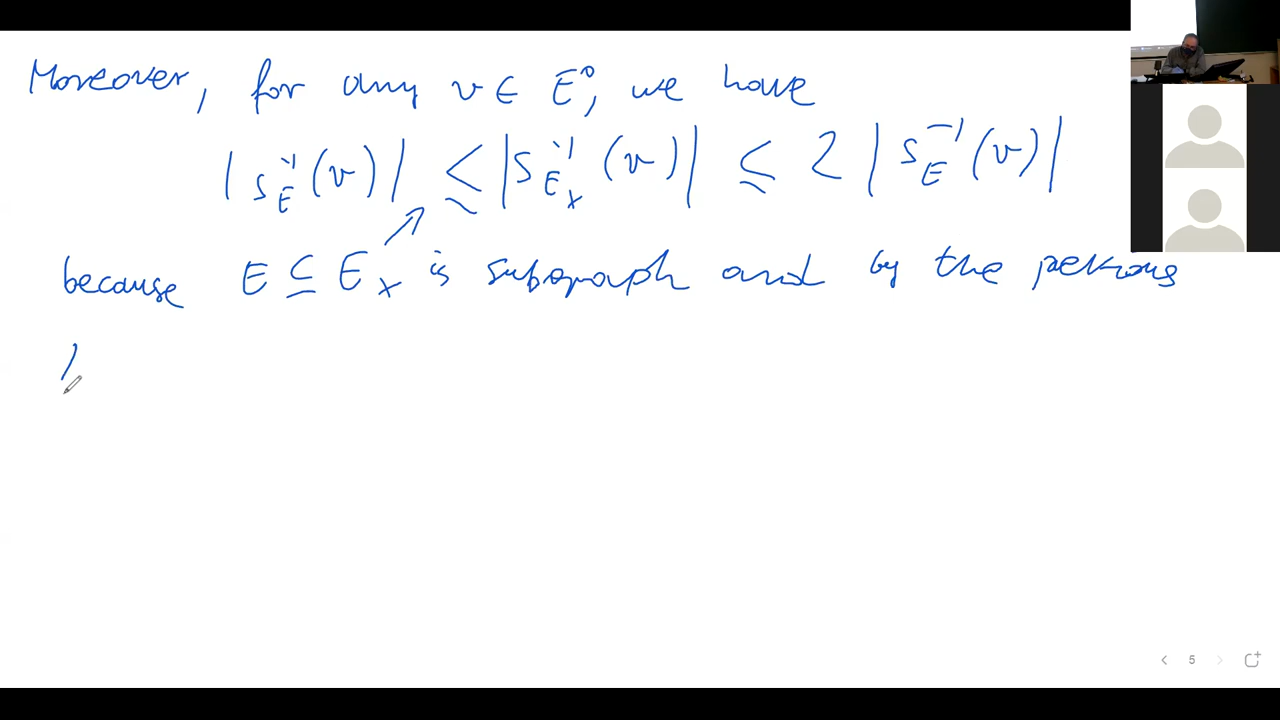 Moreover, for any v ∈ E⁰, we have
|s_E⁻¹(v)| ≤ |s_{E_X}⁻¹(v)| ≤ 2 |s_E⁻¹(v)|
because E ⊆ E_X is subgraph and by the
5